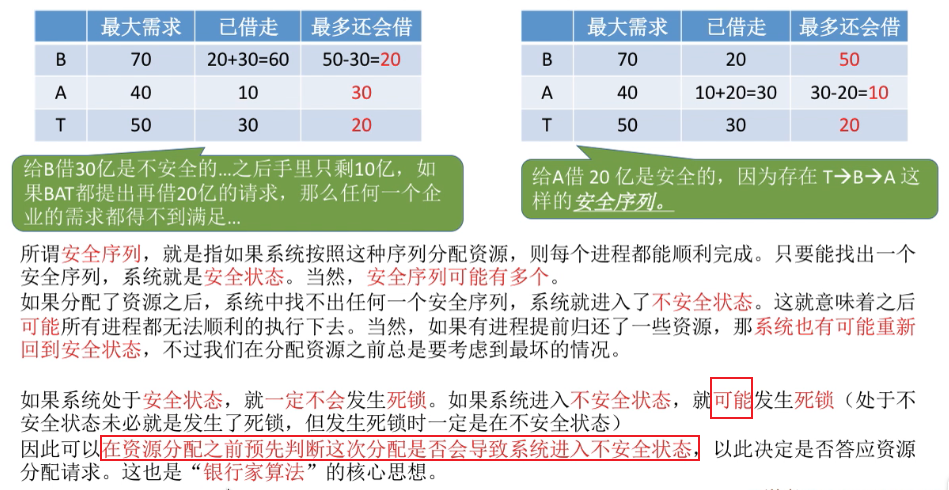 最大需求 已借走 最多还会借
B 70 20+30=60 50-30=20
A 40 10 30
T 50 30 20
给B借30亿是不安全的…之后手里只剩10亿，如
果BAT都提出再借20亿的请求，那么任何一个企
业的需求都得不到满足…
最大需求 已借走 最多还会借
B 70 20 50
A 40 10+20=30 30-20=10
T 50 30 20
给A借 20 亿是安全的，因为存在 T→B→A 这
样的安全序列。
所谓安全序列，就是指如果系统按照这种序列分配资源，则每个进程都能顺利完成。只要能找出一个
安全序列，系统就是安全状态。当然，安全序列可能有多个。
如果分配了资源之后，系统中找不出任何一个安全序列，系统就进入了不安全状态。这就意味着之后
可能所有进程都无法顺利的执行下去。当然，如果有进程提前归还了一些资源，那系统也有可能重新
回到安全状态，不过我们在分配资源之前总是要考虑到最坏的情况。
如果系统处于安全状态，就一定不会发生死锁。如果系统进入不安全状态，就可能发生死锁（处于不
安全状态未必就是发生了死锁，但发生死锁时一定是在不安全状态）
因此可以在资源分配之前预先判断这次分配是否会导致系统进入不安全状态，以此决定是否答应资源
分配请求。这也是“银行家算法”的核心思想。